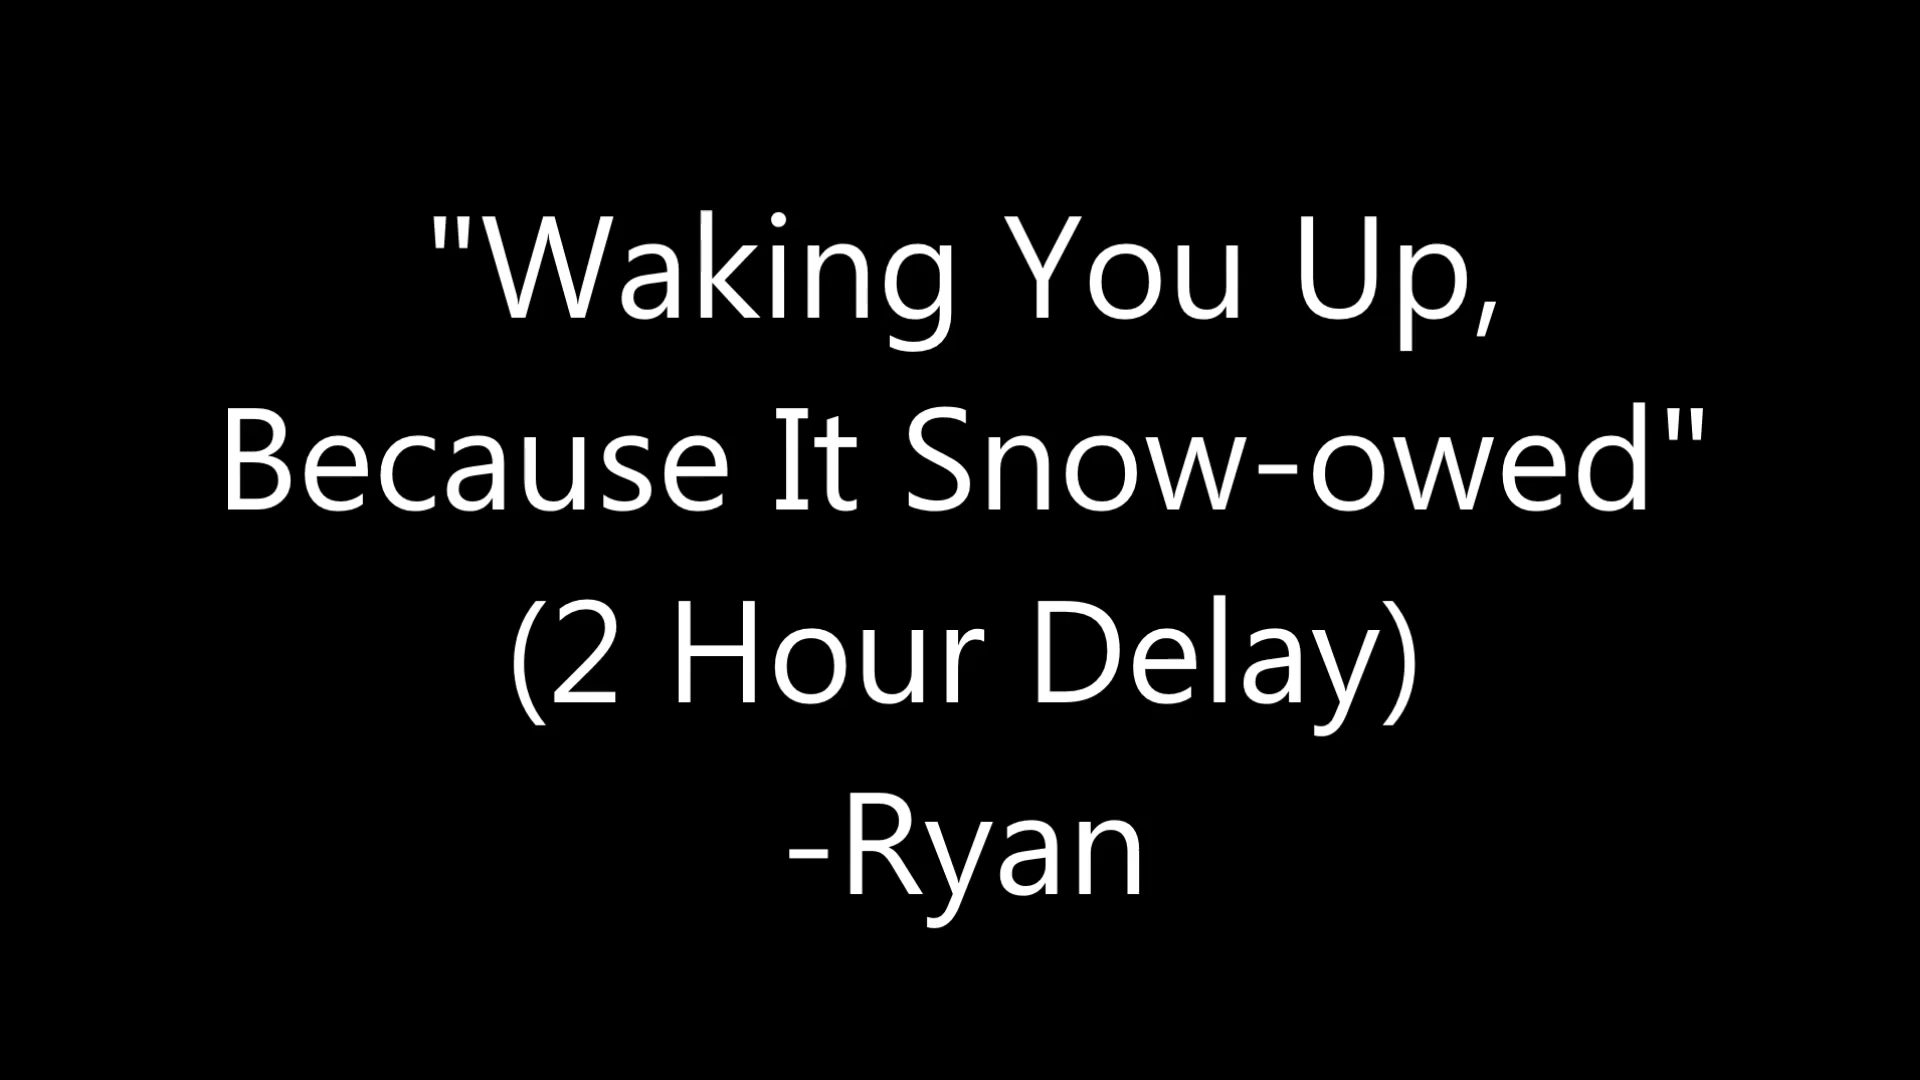 "Waking You Up,
Because It Snow-owed"
(2 Hour Delay)
-Ryan